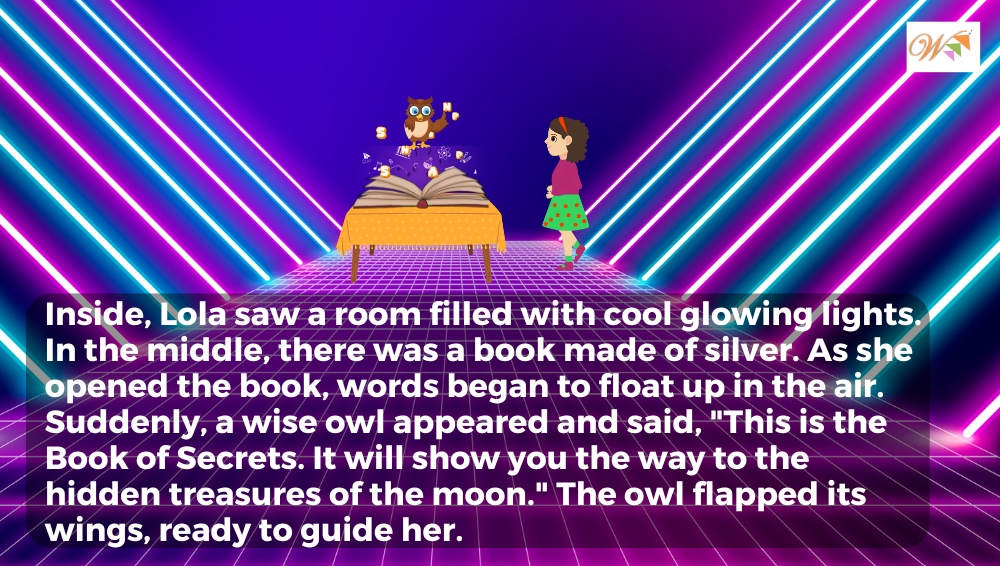 W
S
N
P
S
A
Inside, Lola saw a room filled with cool glowing lights.
In the middle, there was a book made of silver. As she
opened the book, words began to float up in the air.
Suddenly, a wise owl appeared and said, "This is the
Book of Secrets. It will show you the way to the
hidden treasures of the moon." The owl flapped its
wings, ready to guide her.